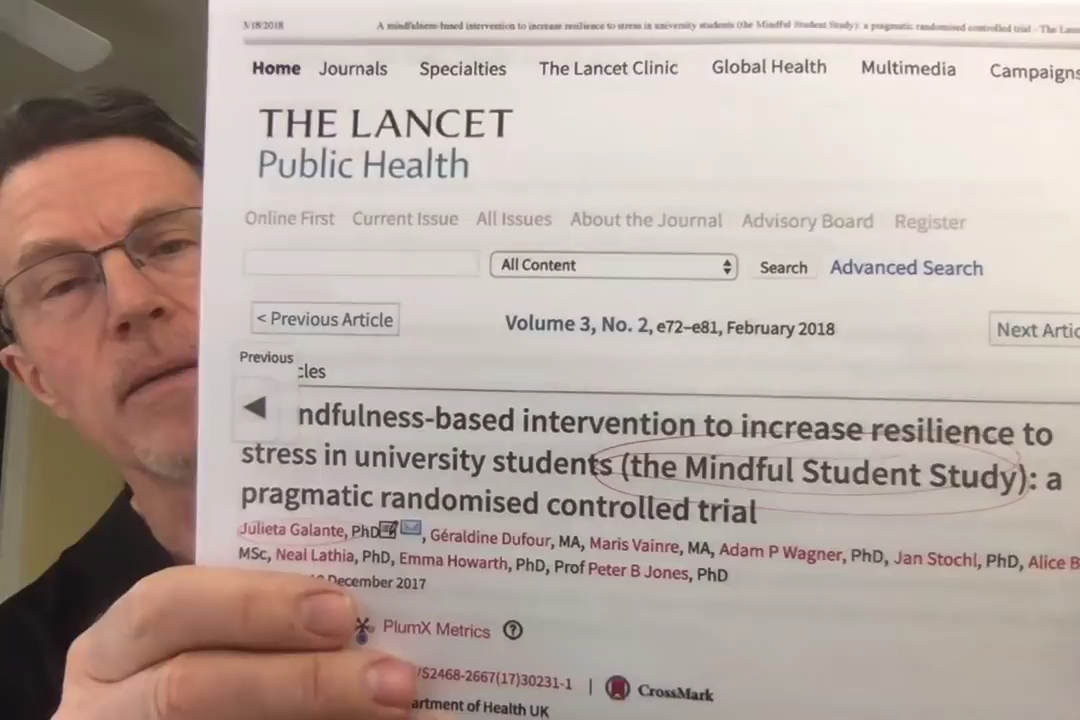 3/18/2018 A mindfulness-based intervention to increase resilience to stress in university students (the Mindful Student Study): a pragmatic randomised controlled trial - The Lan
Home Journals Specialties The Lancet Clinic Global Health Multimedia Campaigns
THE LANCET
Public Health
Online First Current Issue All Issues About the Journal Advisory Board Register
All Content Search Advanced Search
< Previous Article Volume 3, No. 2, e72–e81, February 2018 Next Artic
Previous
cles
ndfulness-based intervention to increase resilience to
stress in university students (the Mindful Student Study): a
pragmatic randomised controlled trial
Julieta Galante, PhD, Géraldine Dufour, MA, Maris Vainre, MA, Adam P Wagner, PhD, Jan Stochl, PhD, Alice B
MSc, Neal Lathia, PhD, Emma Howarth, PhD, Prof Peter B Jones, PhD
December 2017
PlumX Metrics ?
/S2468-2667(17)30231-1 | CrossMark
artment of Health UK